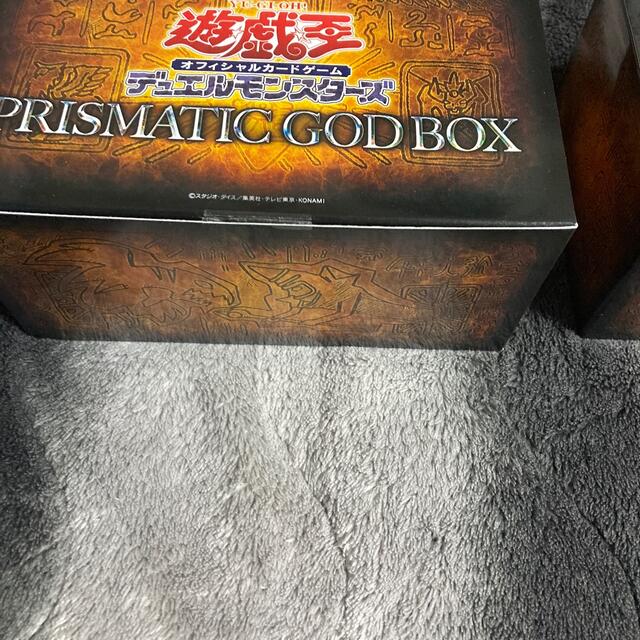 YU-GI-OH!
遊戯王
オフィシャルカードゲーム
デュエルモンスターズ
PRISMATIC GOD BOX
©スタジオ・ダイス／集英社・テレビ東京・KONAMI